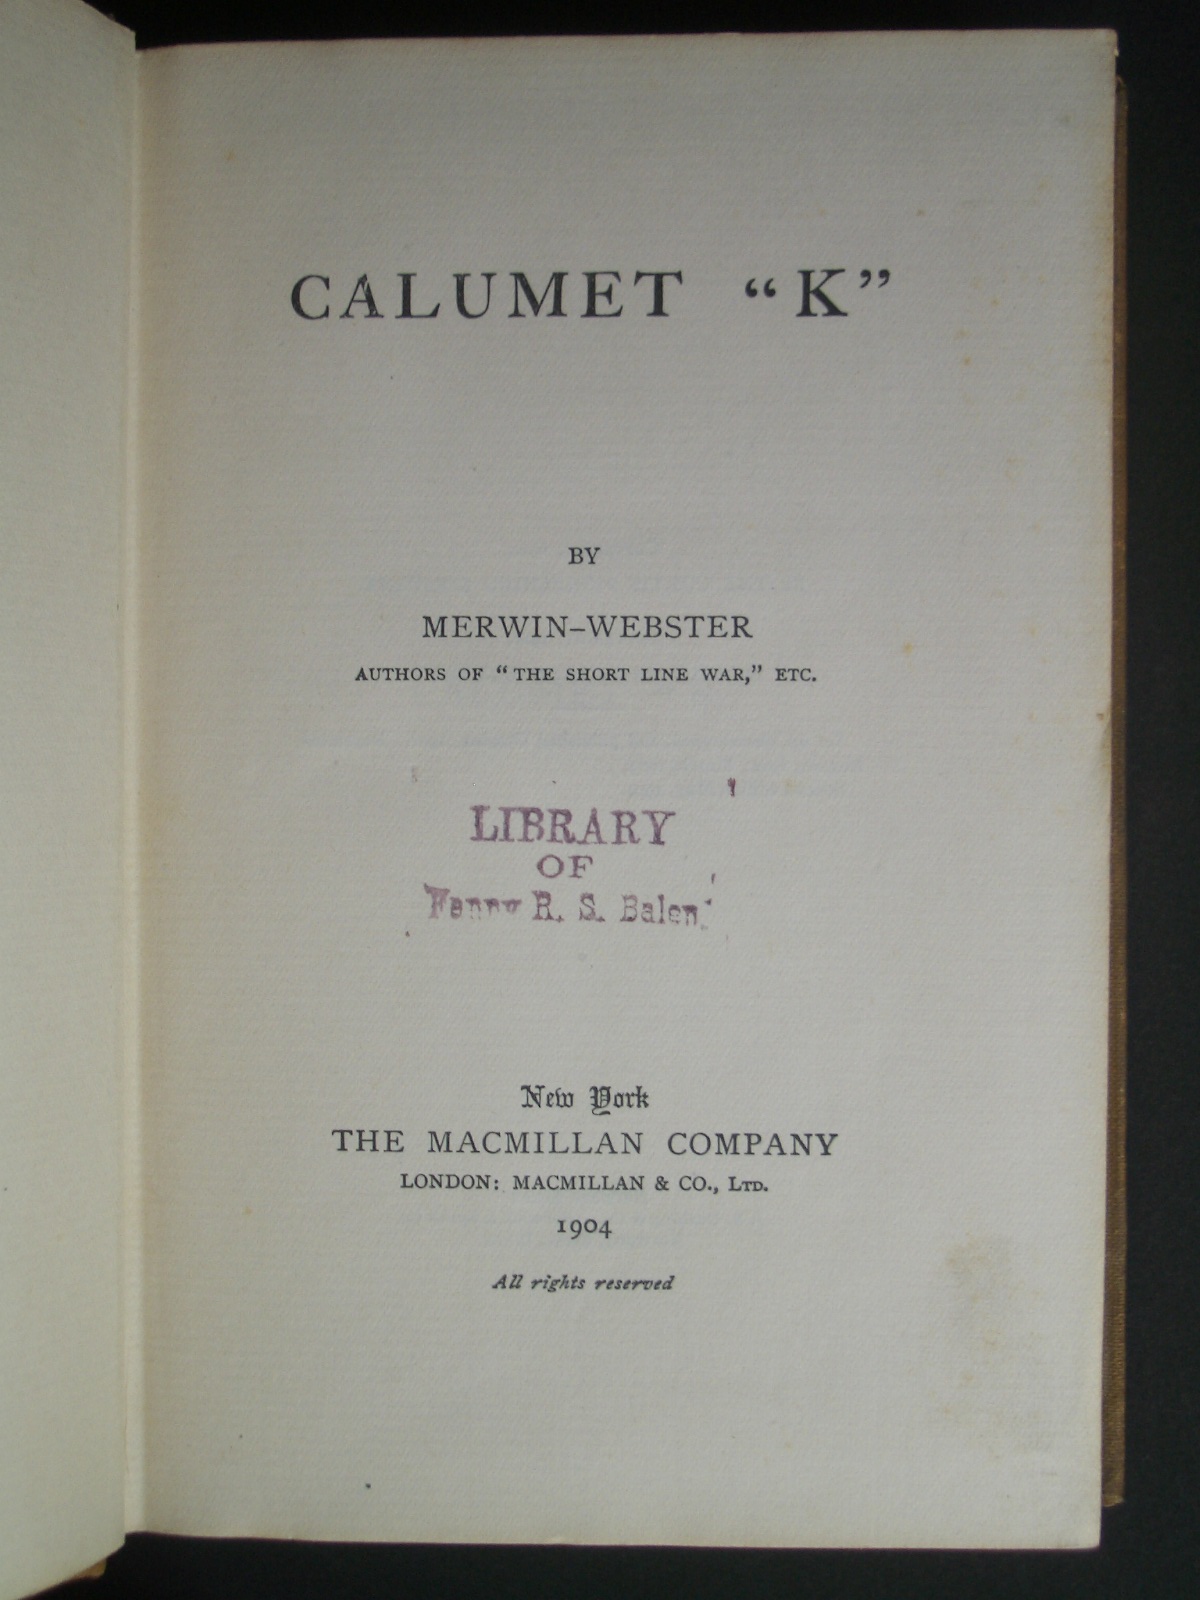 CALUMET “K”
BY
MERWIN–WEBSTER
AUTHORS OF “THE SHORT LINE WAR,” ETC.
LIBRARY
OF
Fanny R. S. Balen
New York
THE MACMILLAN COMPANY
LONDON: MACMILLAN & CO., LTD.
1904
All rights reserved